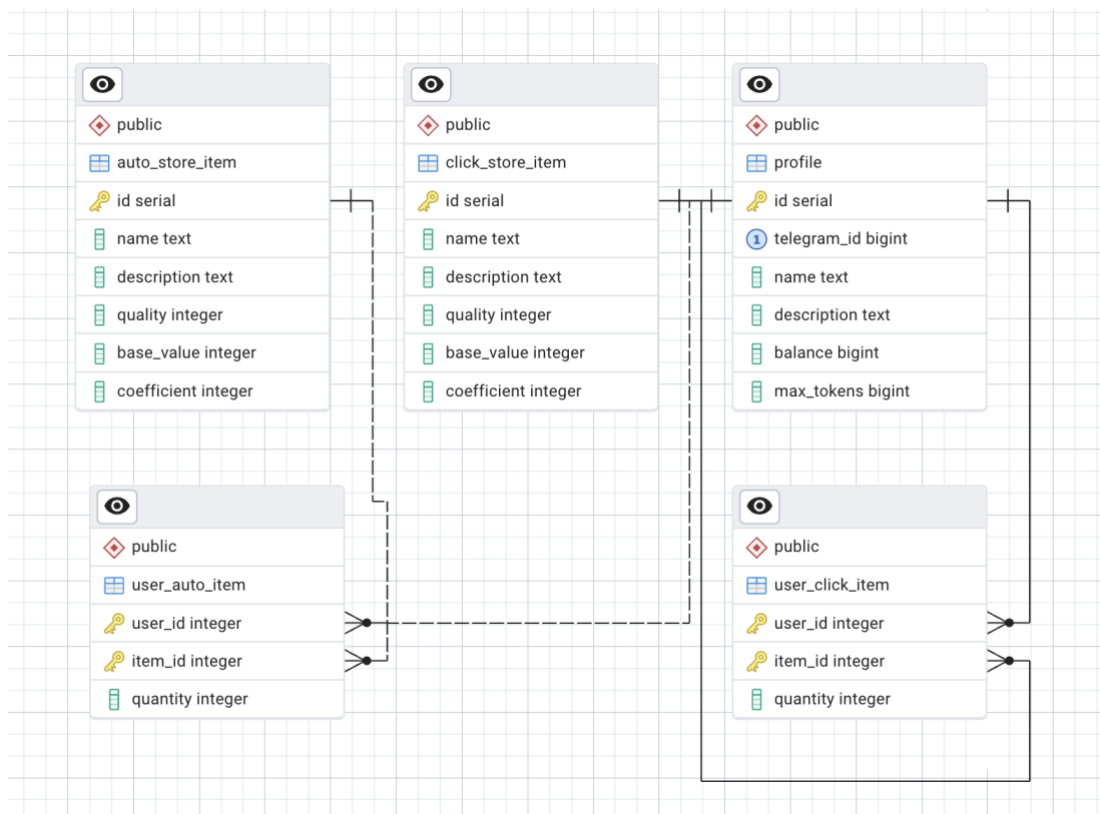 public
auto_store_item
id serial
name text
description text
quality integer
base_value integer
coefficient integer
public
click_store_item
id serial
name text
description text
quality integer
base_value integer
coefficient integer
public
profile
id serial
1
telegram_id bigint
name text
description text
balance bigint
max_tokens bigint
public
user_auto_item
user_id integer
item_id integer
quantity integer
public
user_click_item
user_id integer
item_id integer
quantity integer